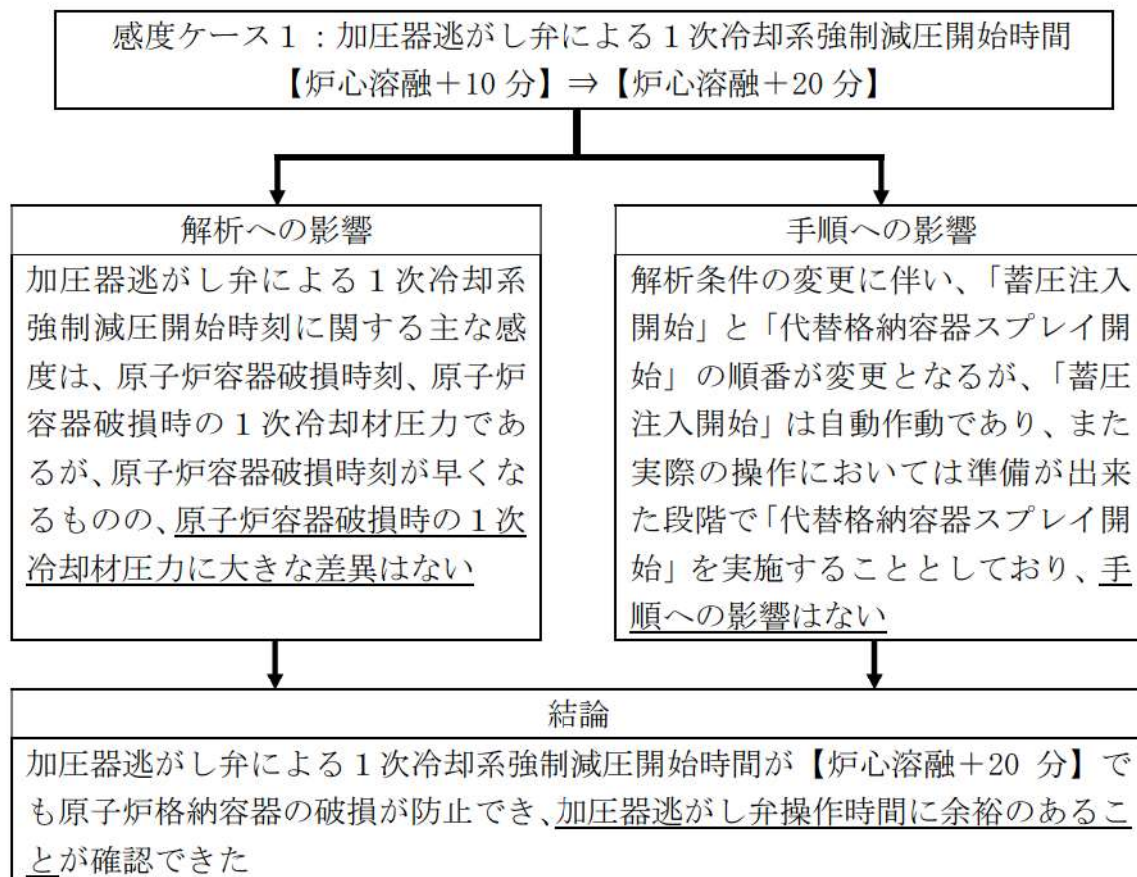 感度ケース1：加圧器逃がし弁による1次冷却系強制減圧開始時間
【炉心溶融+10 分】⇒【炉心溶融+20 分】
解析への影響
加圧器逃がし弁による1次冷却系
強制減圧開始時刻に関する主な感
度は、原子炉容器破損時刻、原子炉
容器破損時の1次冷却材圧力であ
るが、原子炉容器破損時刻が早くな
るものの、原子炉容器破損時の1次
冷却材圧力に大きな差異はない
手順への影響
解析条件の変更に伴い、「蓄圧注入
開始」と「代替格納容器スプレイ開
始」の順番が変更となるが、「蓄圧
注入開始」は自動作動であり、また
実際の操作においては準備が出来
た段階で「代替格納容器スプレイ開
始」を実施することとしており、手
順への影響はない
結論
加圧器逃がし弁による1次冷却系強制減圧開始時間が【炉心溶融+20 分】で
も原子炉格納容器の破損が防止でき、加圧器逃がし弁操作時間に余裕のあるこ
とが確認できた